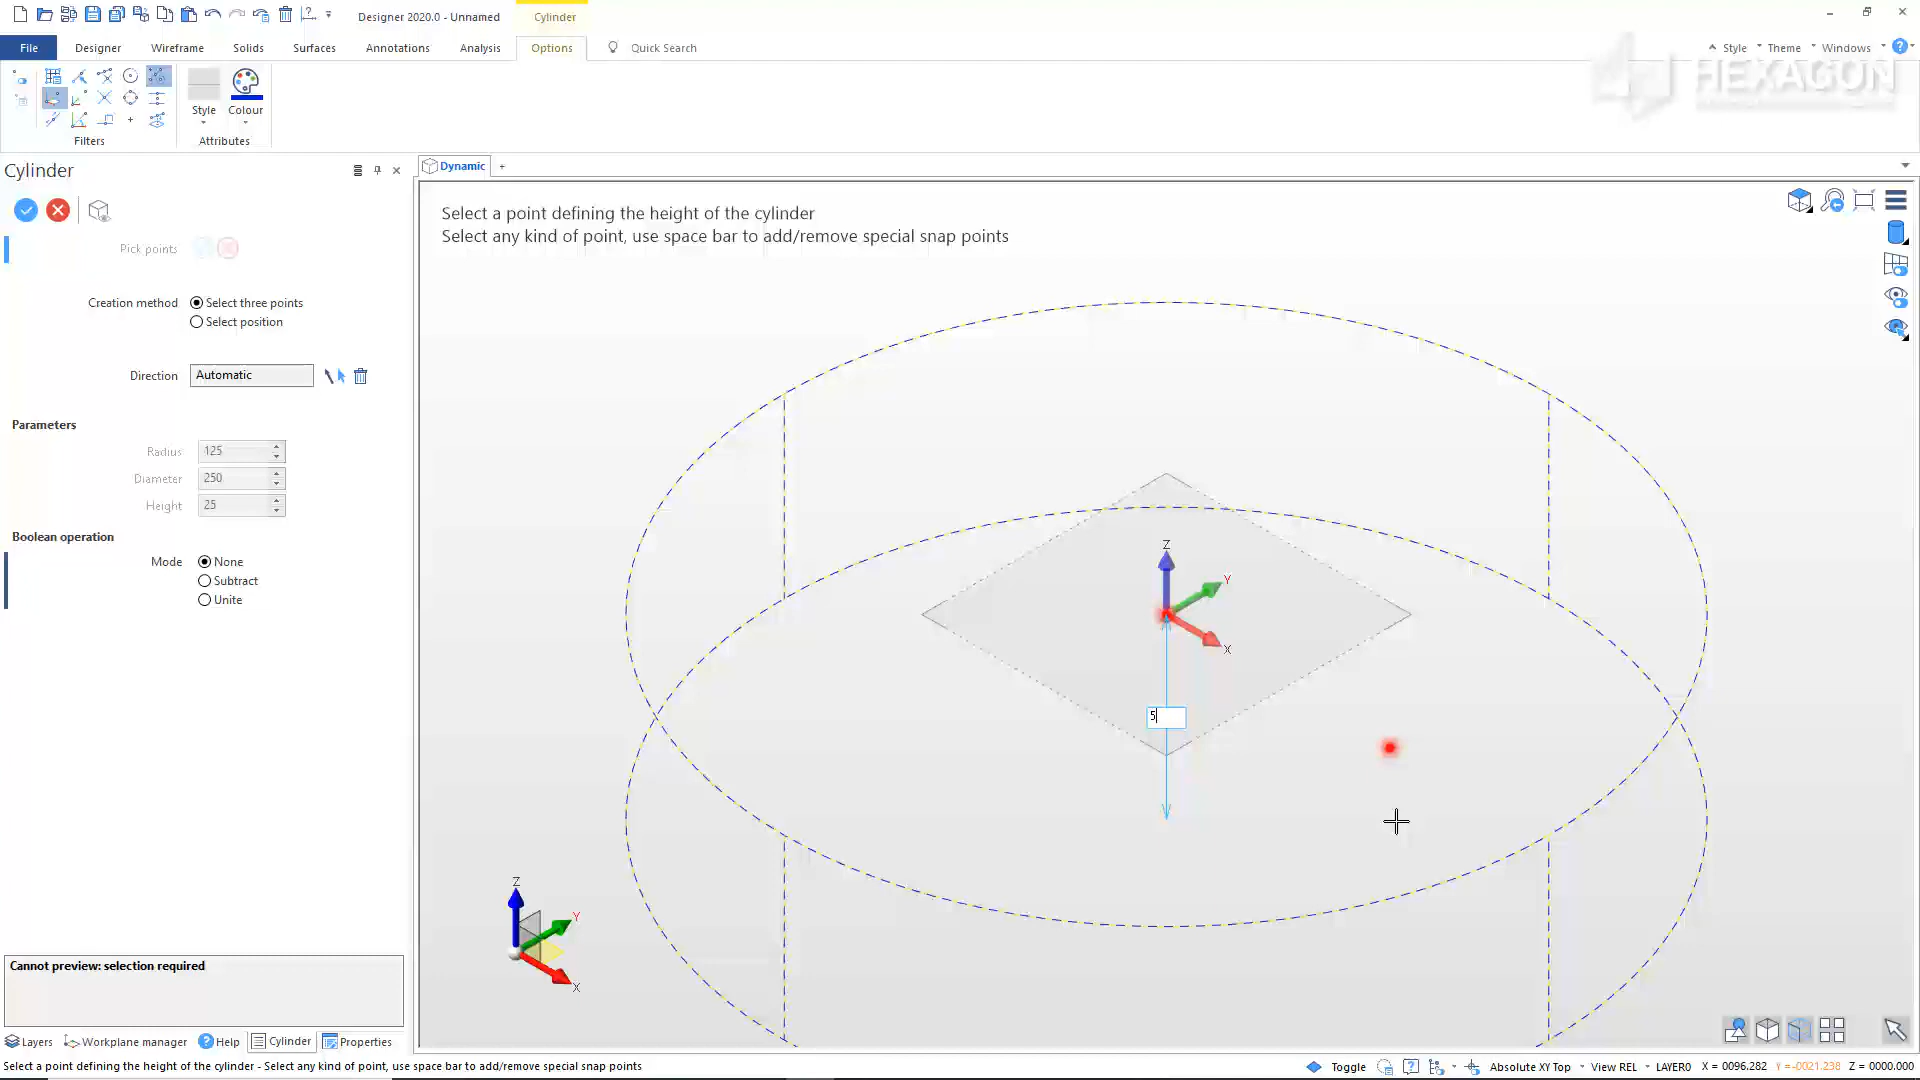 Designer 2020.0 - Unnamed
Cylinder
File
Designer
Wireframe
Solids
Surfaces
Annotations
Analysis
Options
Quick Search
Style
Theme
Windows
HEXAGON
Style
Colour
Filters
Attributes
Cylinder
Dynamic
+
Pick points
Creation method
Select three points
Select position
Direction
Automatic
Parameters
Radius
125
Diameter
250
Height
25
Boolean operation
Mode
None
Subtract
Unite
Cannot preview: selection required
Select a point defining the height of the cylinder
Select any kind of point, use space bar to add/remove special snap points
Z
Y
X
5
Z
Y
X
Layers
Workplane manager
Help
Cylinder
Properties
Select a point defining the height of the cylinder - Select any kind of point, use space bar to add/remove special snap points
Toggle
Absolute XY Top
View REL
LAYER0
X = 0096.282
Y =-0021.238
Z = 0000.000